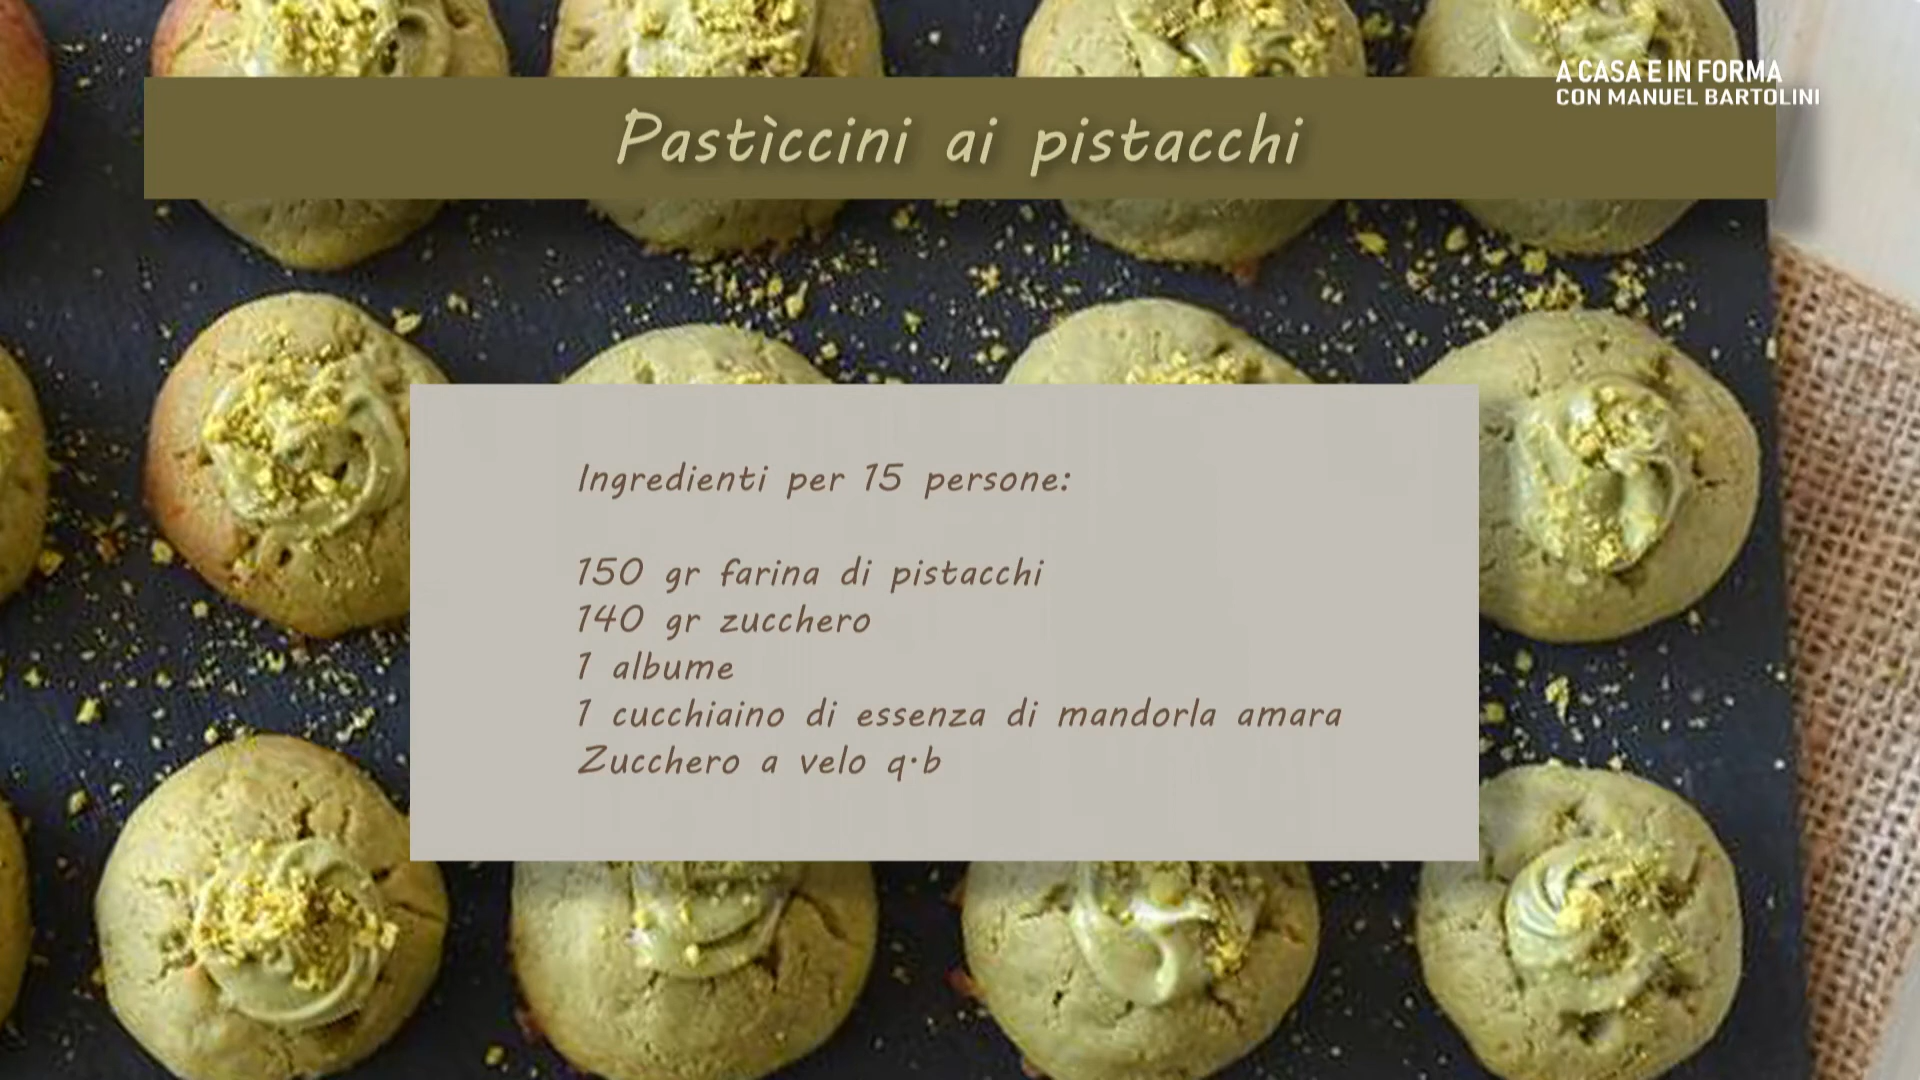 A CASA E IN FORMA
CON MANUEL BARTOLINI
Pastìccini ai pistacchi
Ingredienti per 15 persone:
150 gr farina di pistacchi
140 gr zucchero
1 albume
1 cucchiaino di essenza di mandorla amara
Zucchero a velo q·b